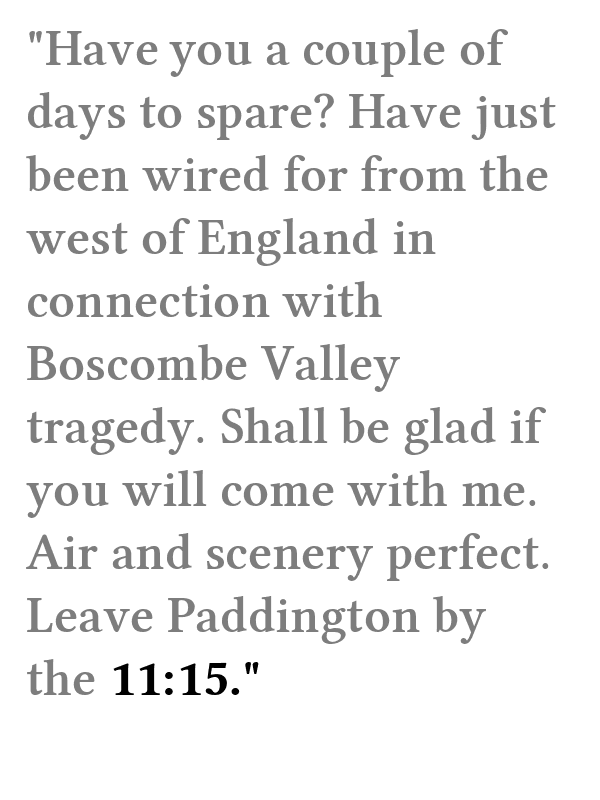 "Have you a couple of
days to spare? Have just
been wired for from the
west of England in
connection with
Boscombe Valley
tragedy. Shall be glad if
you will come with me.
Air and scenery perfect.
Leave Paddington by
the 11:15."